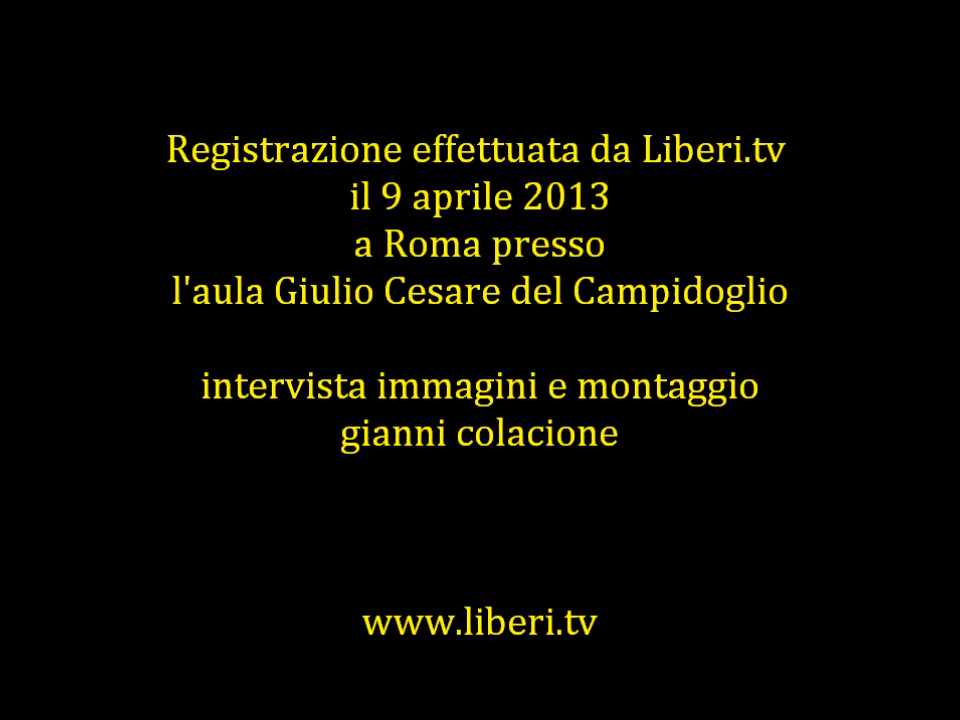 Registrazione effettuata da Liberi.tv
il 9 aprile 2013
a Roma presso
l'aula Giulio Cesare del Campidoglio
intervista immagini e montaggio
gianni colacione
www.liberi.tv